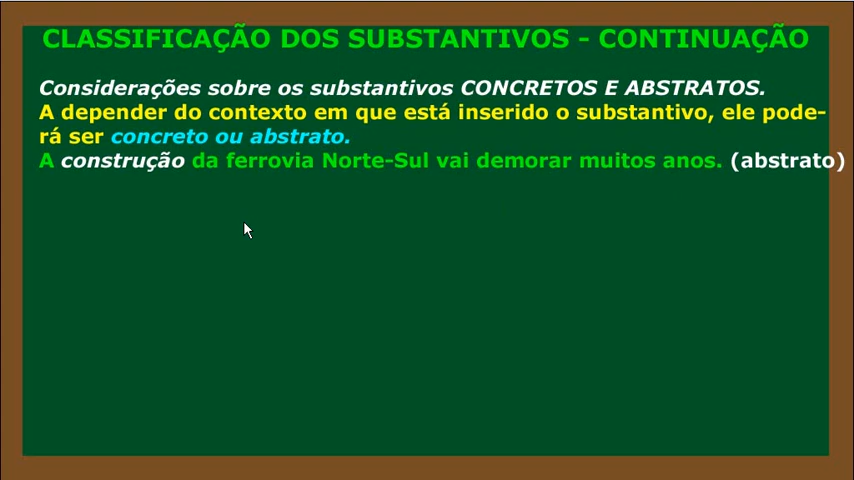 CLASSIFICAÇÃO DOS SUBSTANTIVOS - CONTINUAÇÃO
Considerações sobre os substantivos CONCRETOS E ABSTRATOS.
A depender do contexto em que está inserido o substantivo, ele pode-
rá ser concreto ou abstrato.
A construção da ferrovia Norte-Sul vai demorar muitos anos. (abstrato)